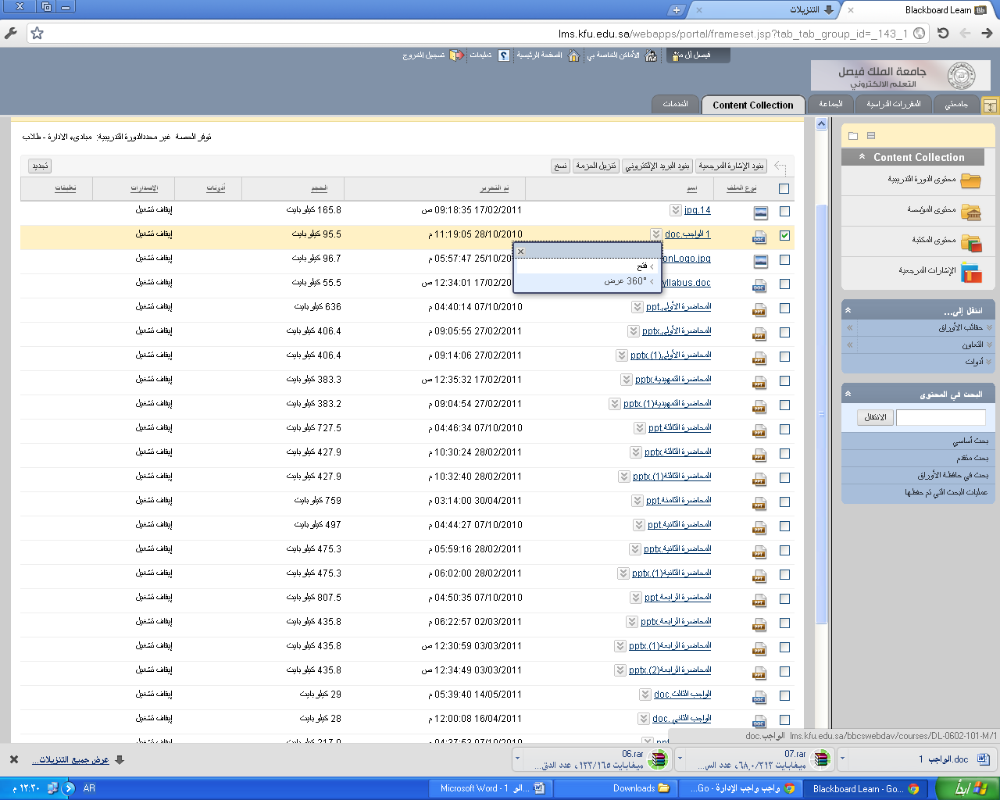 Blackboard Learn
التنزيلات
lms.kfu.edu.sa/webapps/portal/frameset.jsp?tab_tab_group_id=_143_1
فيصل آل
الأماكن الخاصة بي
الصفحة الرئيسية
تعليمات
تسجيل الخروج
جامعة الملك فيصل
التعلم الالكتروني
جامعتي
المقررات الدراسية
الجماعة
Content Collection
الخدمات
Content Collection
محتوى الدورة التدريبية
محتوى المؤسسة
محتوى المكتبة
الإشارات المرجعية
انتقل إلى...
حقائب الأوراق
التعاون
أدوات
البحث في المحتوى
الانتقال
بحث أساسي
بحث متقدم
بحث في حافظة الأوراق
عمليات البحث التي تم حفظها
توفر الحصة غير محددالدورة التدريبية: مبادىء الادارة - طلاب
بنود الإشارة المرجعية
بنود البريد الإلكتروني
تنزيل الحزمة
نسخ
تجديد
نوع الملف اسم تم التحرير الحجم أذونات الإصدارات تعليقات
14.jpg 17/02/2011 09:18:35 ص 165.8 كيلو بايت إيقاف تشغيل
1 الواجب.doc 28/10/2010 11:19:05 م 95.5 كيلو بايت إيقاف تشغيل
onLogo.jpg 25/10/20 05:57:47 م 96.7 كيلو بايت إيقاف تشغيل
yllabus.doc 17/02/20 12:34:01 م 55.5 كيلو بايت إيقاف تشغيل
فتح
360° عرض
المحاضرة الأولى.ppt 07/10/2010 04:40:14 م 636 كيلو بايت إيقاف تشغيل
المحاضرة الأولى.pptx 27/02/2011 09:05:55 م 406.4 كيلو بايت إيقاف تشغيل
المحاضرة الأولى(1).pptx 27/02/2011 09:14:06 م 406.4 كيلو بايت إيقاف تشغيل
المحاضرة التمهيدية.pptx 17/02/2011 12:35:32 ص 383.3 كيلو بايت إيقاف تشغيل
المحاضرة التمهيدية(1).pptx 27/02/2011 09:04:54 م 383.2 كيلو بايت إيقاف تشغيل
المحاضرة الثالثة.ppt 07/10/2010 04:46:34 م 727.5 كيلو بايت إيقاف تشغيل
المحاضرة الثالثة.pptx 28/02/2011 10:30:24 م 427.9 كيلو بايت إيقاف تشغيل
المحاضرة الثالثة(1).pptx 28/02/2011 10:32:40 م 427.9 كيلو بايت إيقاف تشغيل
المحاضرة الثامنة.ppt 30/04/2011 03:14:00 م 759 كيلو بايت إيقاف تشغيل
المحاضرة الثانية.ppt 07/10/2010 04:44:27 م 497 كيلو بايت إيقاف تشغيل
المحاضرة الثانية.pptx 28/02/2011 05:59:16 م 475.3 كيلو بايت إيقاف تشغيل
المحاضرة الثانية(1).pptx 28/02/2011 06:02:00 م 475.3 كيلو بايت إيقاف تشغيل
المحاضرة الرابعة.ppt 07/10/2010 04:50:35 م 807.5 كيلو بايت إيقاف تشغيل
المحاضرة الرابعة.pptx 02/03/2011 06:22:57 م 435.8 كيلو بايت إيقاف تشغيل
المحاضرة الرابعة(1).pptx 03/03/2011 12:30:59 ص 435.8 كيلو بايت إيقاف تشغيل
المحاضرة الرابعة(2).pptx 03/03/2011 12:34:49 ص 435.8 كيلو بايت إيقاف تشغيل
الواجب الثالث.doc 14/05/2011 05:39:40 م 29 كيلو بايت إيقاف تشغيل
الواجب الثاني .doc 16/04/2011 12:00:08 م 28 كيلو بايت إيقاف تشغيل
lms.kfu.edu.sa/bbcswebdav/courses/DL-0602-101-M/1 الواجب.doc
1 الواجب.doc
07.rar
٦٨,٠/٢١٣ ميغابايت، عدد الس...
06.rar
١٢٣/١٦٥ ميغابايت، عدد الدق...
عرض جميع التنزيلات...
ابدأ
Blackboard Learn - Go...
واجب واجب الإدارة - Go...
Downloads
Microsoft Word - 1 الو...
AR
١٢:٣٠ م